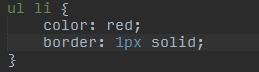 ul li {
    color: red;
    border: 1px solid;
}